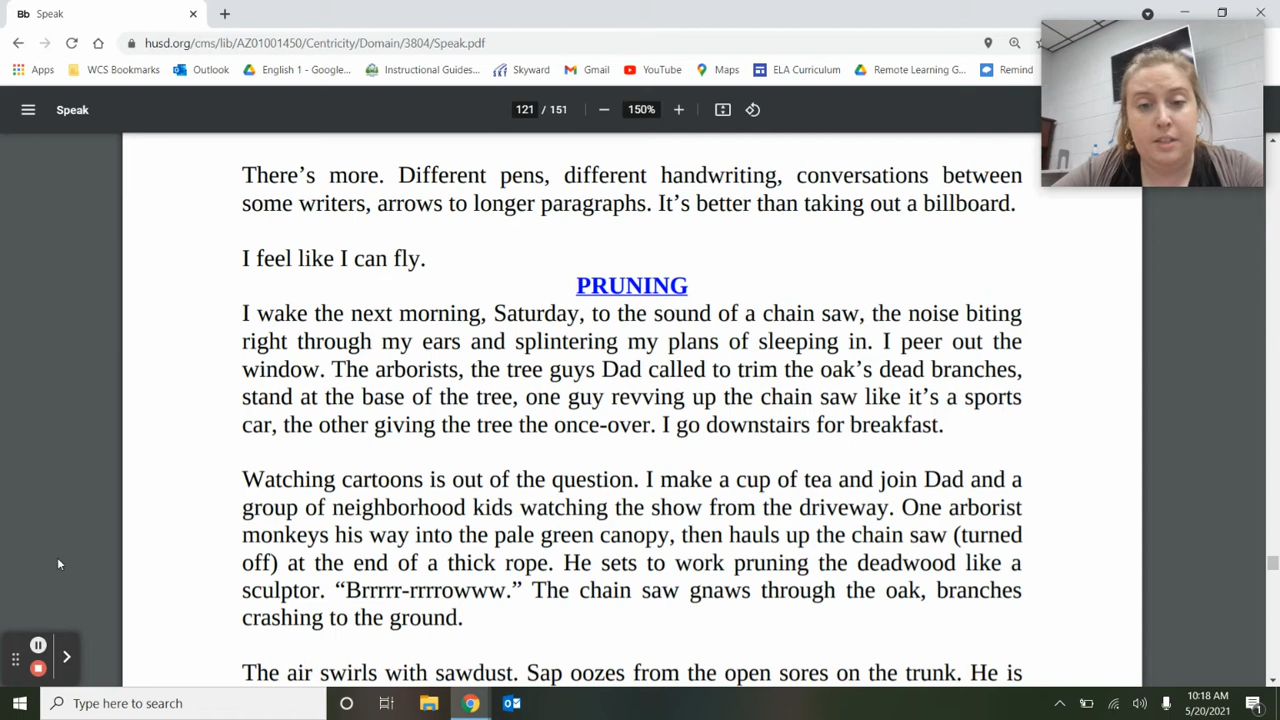 Bb Speak
husd.org/cms/lib/AZ01001450/Centricity/Domain/3804/Speak.pdf
Apps WCS Bookmarks Outlook English 1 - Google... Instructional Guides... Skyward Gmail YouTube Maps ELA Curriculum Remote Learning G... Remind
Speak 121 / 151 150%
There’s more. Different pens, different handwriting, conversations between
some writers, arrows to longer paragraphs. It’s better than taking out a billboard.
I feel like I can fly.
PRUNING
I wake the next morning, Saturday, to the sound of a chain saw, the noise biting
right through my ears and splintering my plans of sleeping in. I peer out the
window. The arborists, the tree guys Dad called to trim the oak’s dead branches,
stand at the base of the tree, one guy revving up the chain saw like it’s a sports
car, the other giving the tree the once-over. I go downstairs for breakfast.
Watching cartoons is out of the question. I make a cup of tea and join Dad and a
group of neighborhood kids watching the show from the driveway. One arborist
monkeys his way into the pale green canopy, then hauls up the chain saw (turned
off) at the end of a thick rope. He sets to work pruning the deadwood like a
sculptor. “Brrrrr-rrrrowww.” The chain saw gnaws through the oak, branches
crashing to the ground.
The air swirls with sawdust. Sap oozes from the open sores on the trunk. He is
Type here to search
10:18 AM
5/20/2021